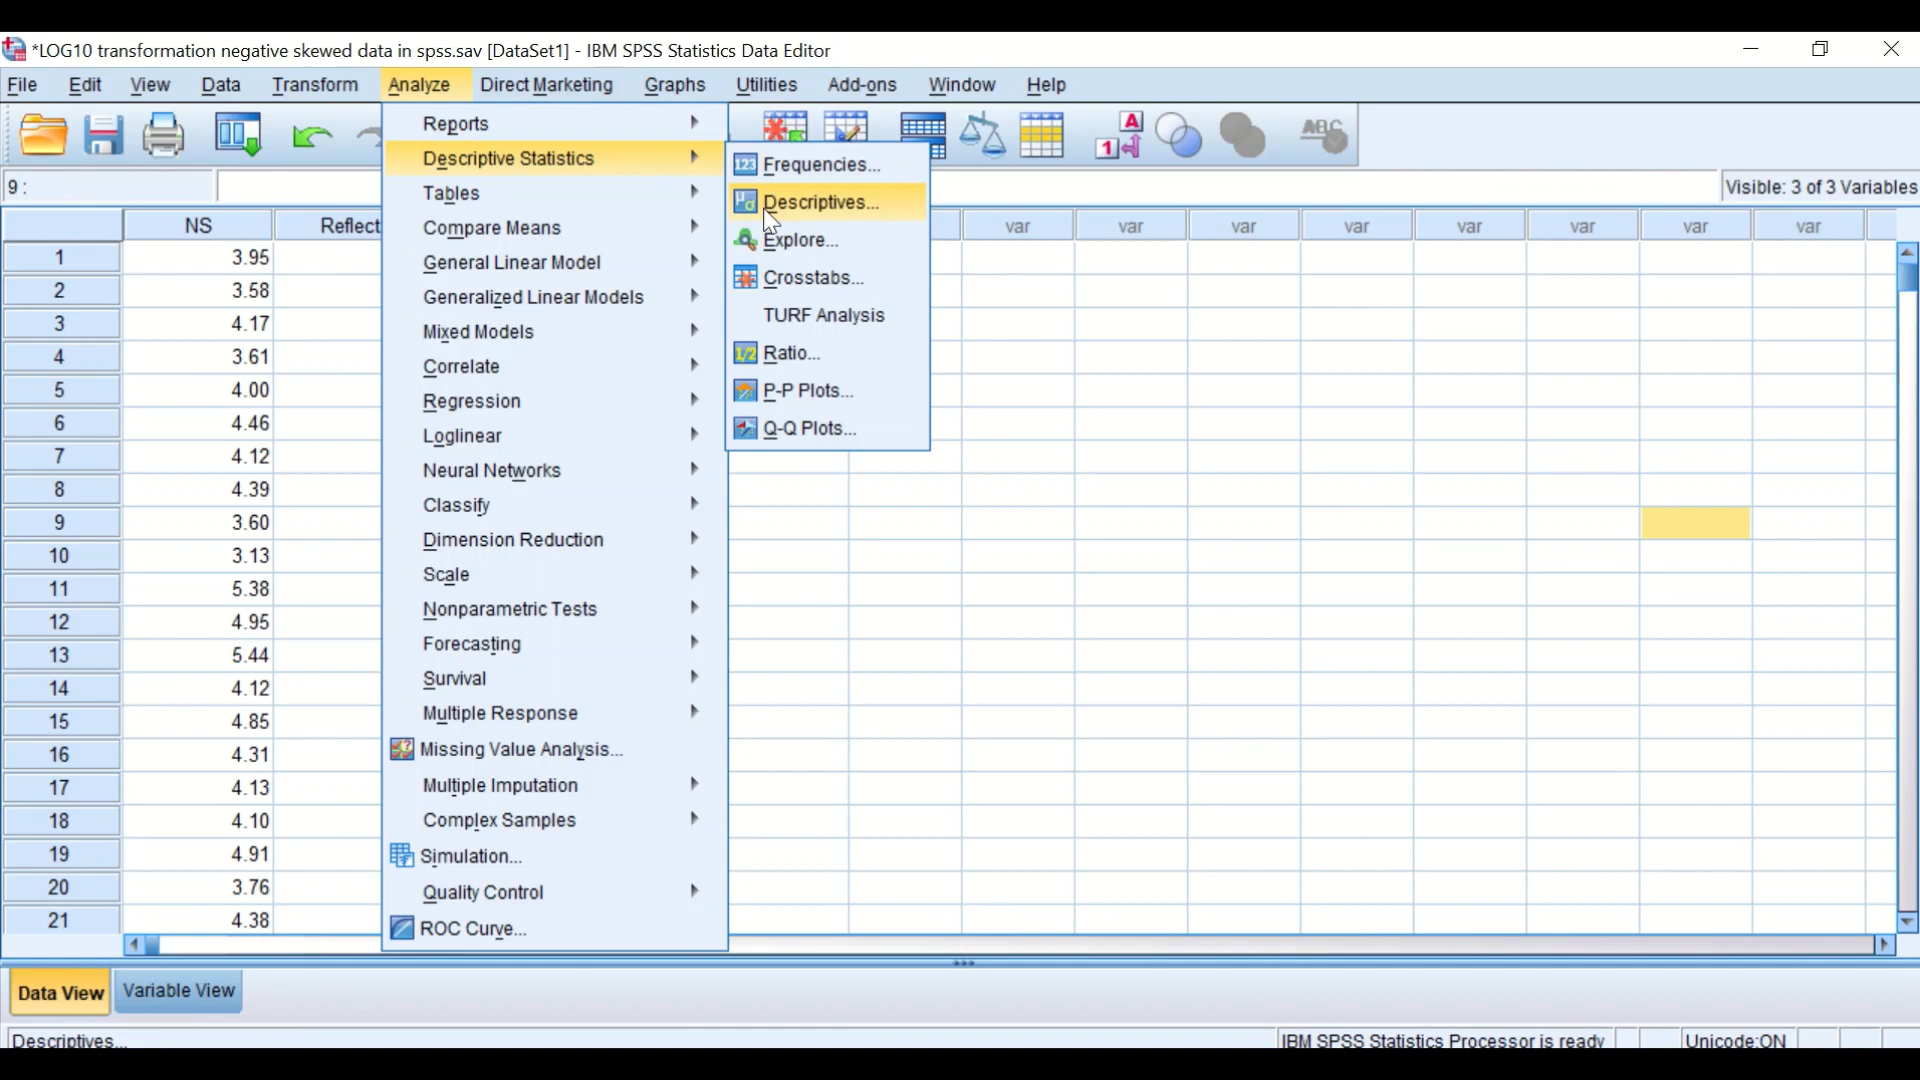 *LOG10 transformation negative skewed data in spss.sav [DataSet1] - IBM SPSS Statistics Data Editor
File Edit View Data Transform Analyze Direct Marketing Graphs Utilities Add-ons Window Help
9 :
Visible: 3 of 3 Variables
NS Reflect var var var var var var var var
1 3.95
2 3.58
3 4.17
4 3.61
5 4.00
6 4.46
7 4.12
8 4.39
9 3.60
10 3.13
11 5.38
12 4.95
13 5.44
14 4.12
15 4.85
16 4.31
17 4.13
18 4.10
19 4.91
20 3.76
21 4.38
Reports
Descriptive Statistics
Tables
Compare Means
General Linear Model
Generalized Linear Models
Mixed Models
Correlate
Regression
Loglinear
Neural Networks
Classify
Dimension Reduction
Scale
Nonparametric Tests
Forecasting
Survival
Multiple Response
Missing Value Analysis...
Multiple Imputation
Complex Samples
Simulation...
Quality Control
ROC Curve...
123 Frequencies...
Descriptives...
Explore...
Crosstabs...
TURF Analysis
1/2 Ratio...
P-P Plots...
Q-Q Plots...
A
1
ABC
Data View Variable View
Descriptives... IBM SPSS Statistics Processor is ready Unicode:ON